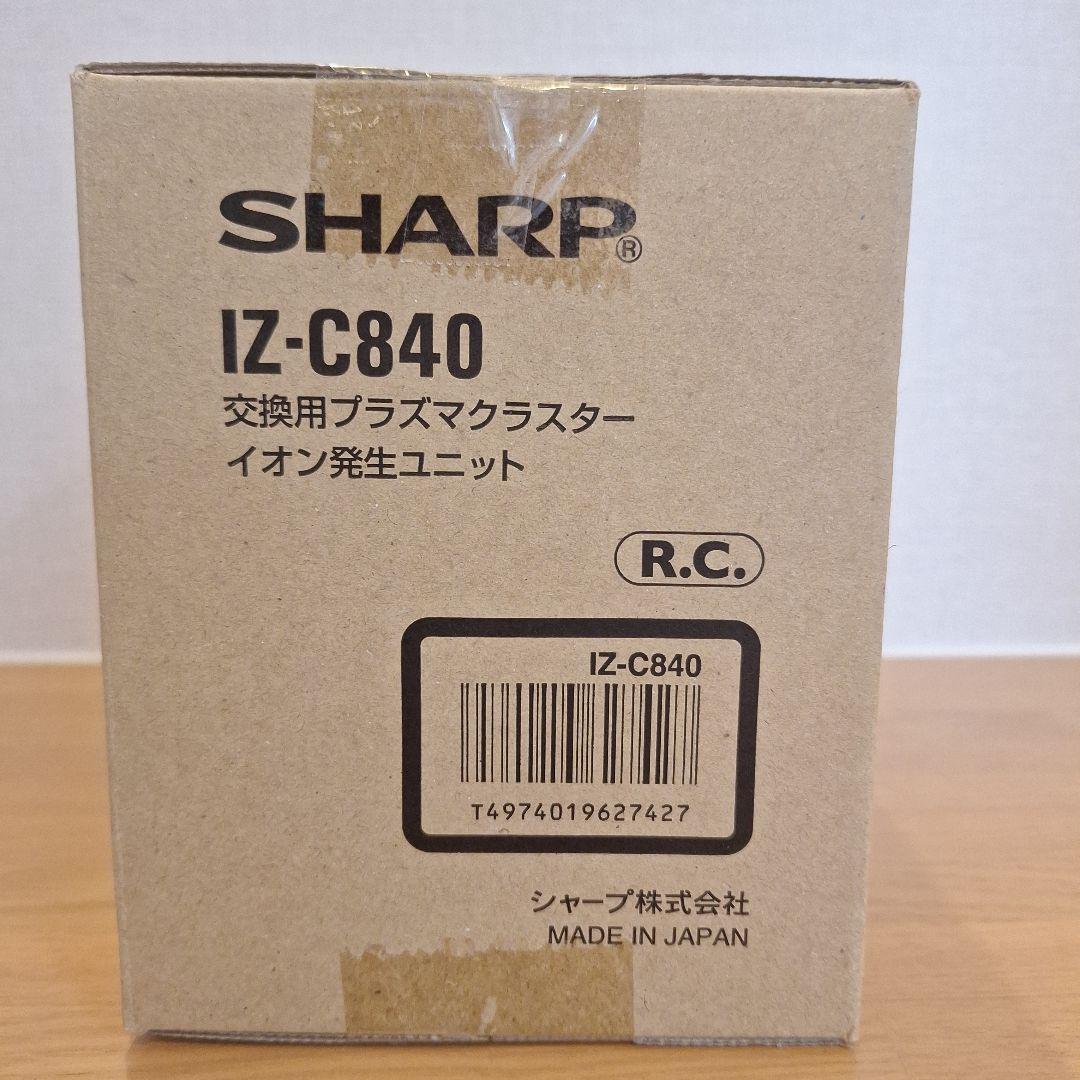 SHARP®
IZ-C840
交換用プラズマクラスター
イオン発生ユニット
R.C.
IZ-C840
T4974019627427
シャープ株式会社
MADE IN JAPAN